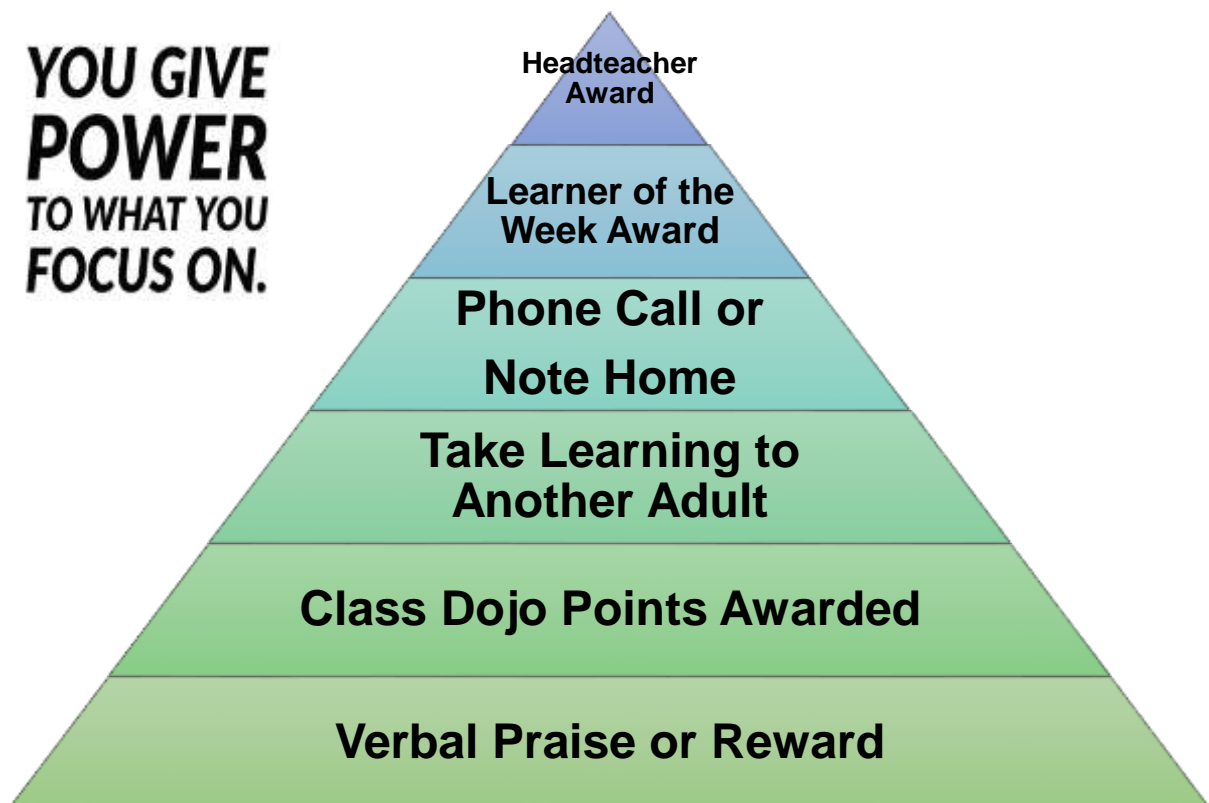 YOU GIVE
POWER
TO WHAT YOU
FOCUS ON.
Headteacher
Award
Learner of the
Week Award
Phone Call or
Note Home
Take Learning to
Another Adult
Class Dojo Points Awarded
Verbal Praise or Reward